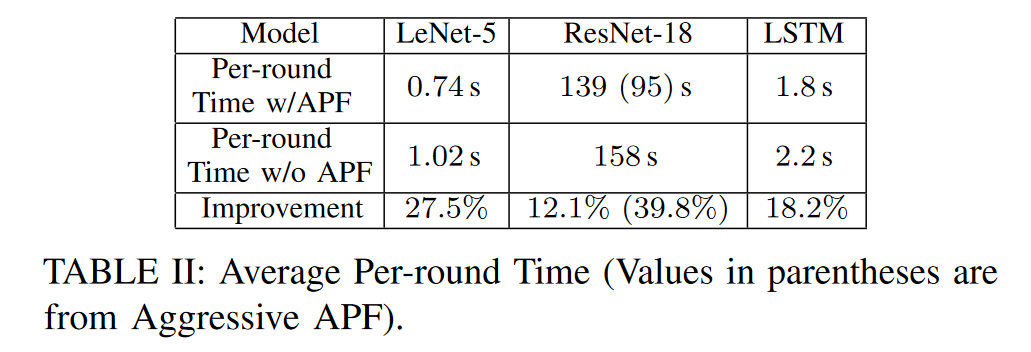 Model LeNet-5 ResNet-18 LSTM
Per-round
Time w/APF 0.74 s 139 (95) s 1.8 s
Per-round
Time w/o APF 1.02 s 158 s 2.2 s
Improvement 27.5% 12.1% (39.8%) 18.2%
TABLE II: Average Per-round Time (Values in parentheses are
from Aggressive APF).